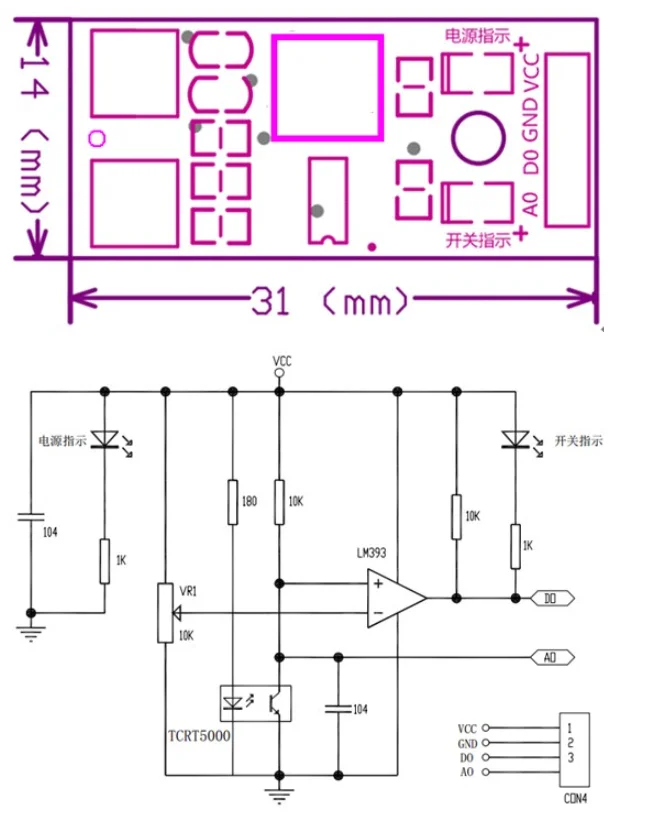 电源指示
14 (mm)
A0 D0 GND VCC
开关指示
31 (mm)
VCC
电源指示
开关指示
180
10K
10K
104
LM393
1K
1K
+
VR1
-
DO
10K
AO
104
TCRT5000
VCC 1
GND 2
DO 3
AO
CON4